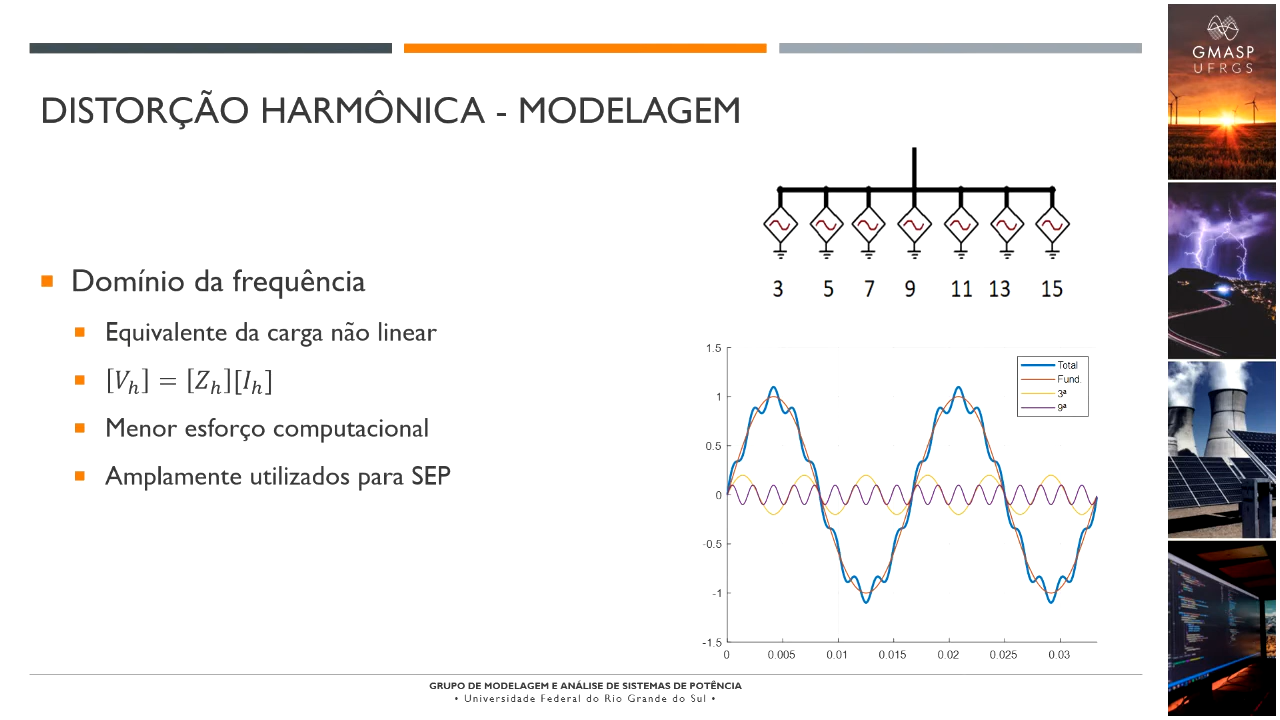 GMASP
UFRGS
DISTORÇÃO HARMÔNICA - MODELAGEM
3 5 7 9 11 13 15
Domínio da frequência
Equivalente da carga não linear
[V_h] = [Z_h][I_h]
Menor esforço computacional
Amplamente utilizados para SEP
1.5
1
0.5
0
-0.5
-1
-1.5
0 0.005 0.01 0.015 0.02 0.025 0.03
Total
Fund.
3ª
9ª
GRUPO DE MODELAGEM E ANÁLISE DE SISTEMAS DE POTÊNCIA
• Universidade Federal do Rio Grande do Sul •